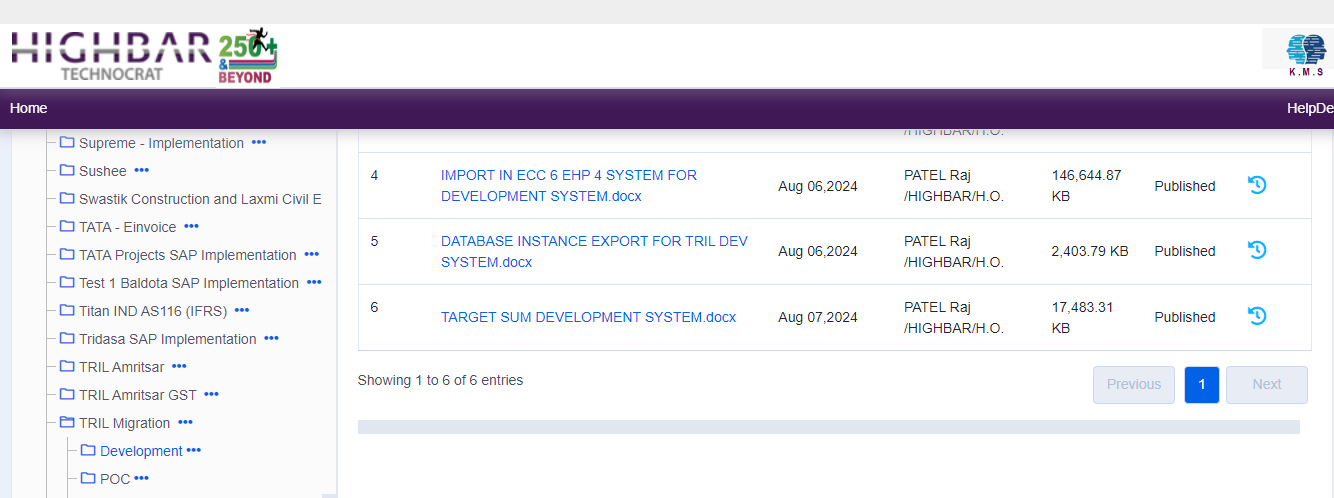 HIGHBAR
TECHNOCRAT
250+
&
BEYOND
K.M.S
Home
HelpDe
Supreme - Implementation •••
Sushee •••
Swastik Construction and Laxmi Civil E
TATA - Einvoice •••
TATA Projects SAP Implementation •••
Test 1 Baldota SAP Implementation •••
Titan IND AS116 (IFRS) •••
Tridasa SAP Implementation •••
TRIL Amritsar •••
TRIL Amritsar GST •••
TRIL Migration •••
Development •••
POC •••
/HIGHBAR/H.O.
4
IMPORT IN ECC 6 EHP 4 SYSTEM FOR
DEVELOPMENT SYSTEM.docx
Aug 06,2024
PATEL Raj
/HIGHBAR/H.O.
146,644.87
KB
Published
5
DATABASE INSTANCE EXPORT FOR TRIL DEV
SYSTEM.docx
Aug 06,2024
PATEL Raj
/HIGHBAR/H.O.
2,403.79 KB
Published
6
TARGET SUM DEVELOPMENT SYSTEM.docx
Aug 07,2024
PATEL Raj
/HIGHBAR/H.O.
17,483.31
KB
Published
Showing 1 to 6 of 6 entries
Previous
1
Next